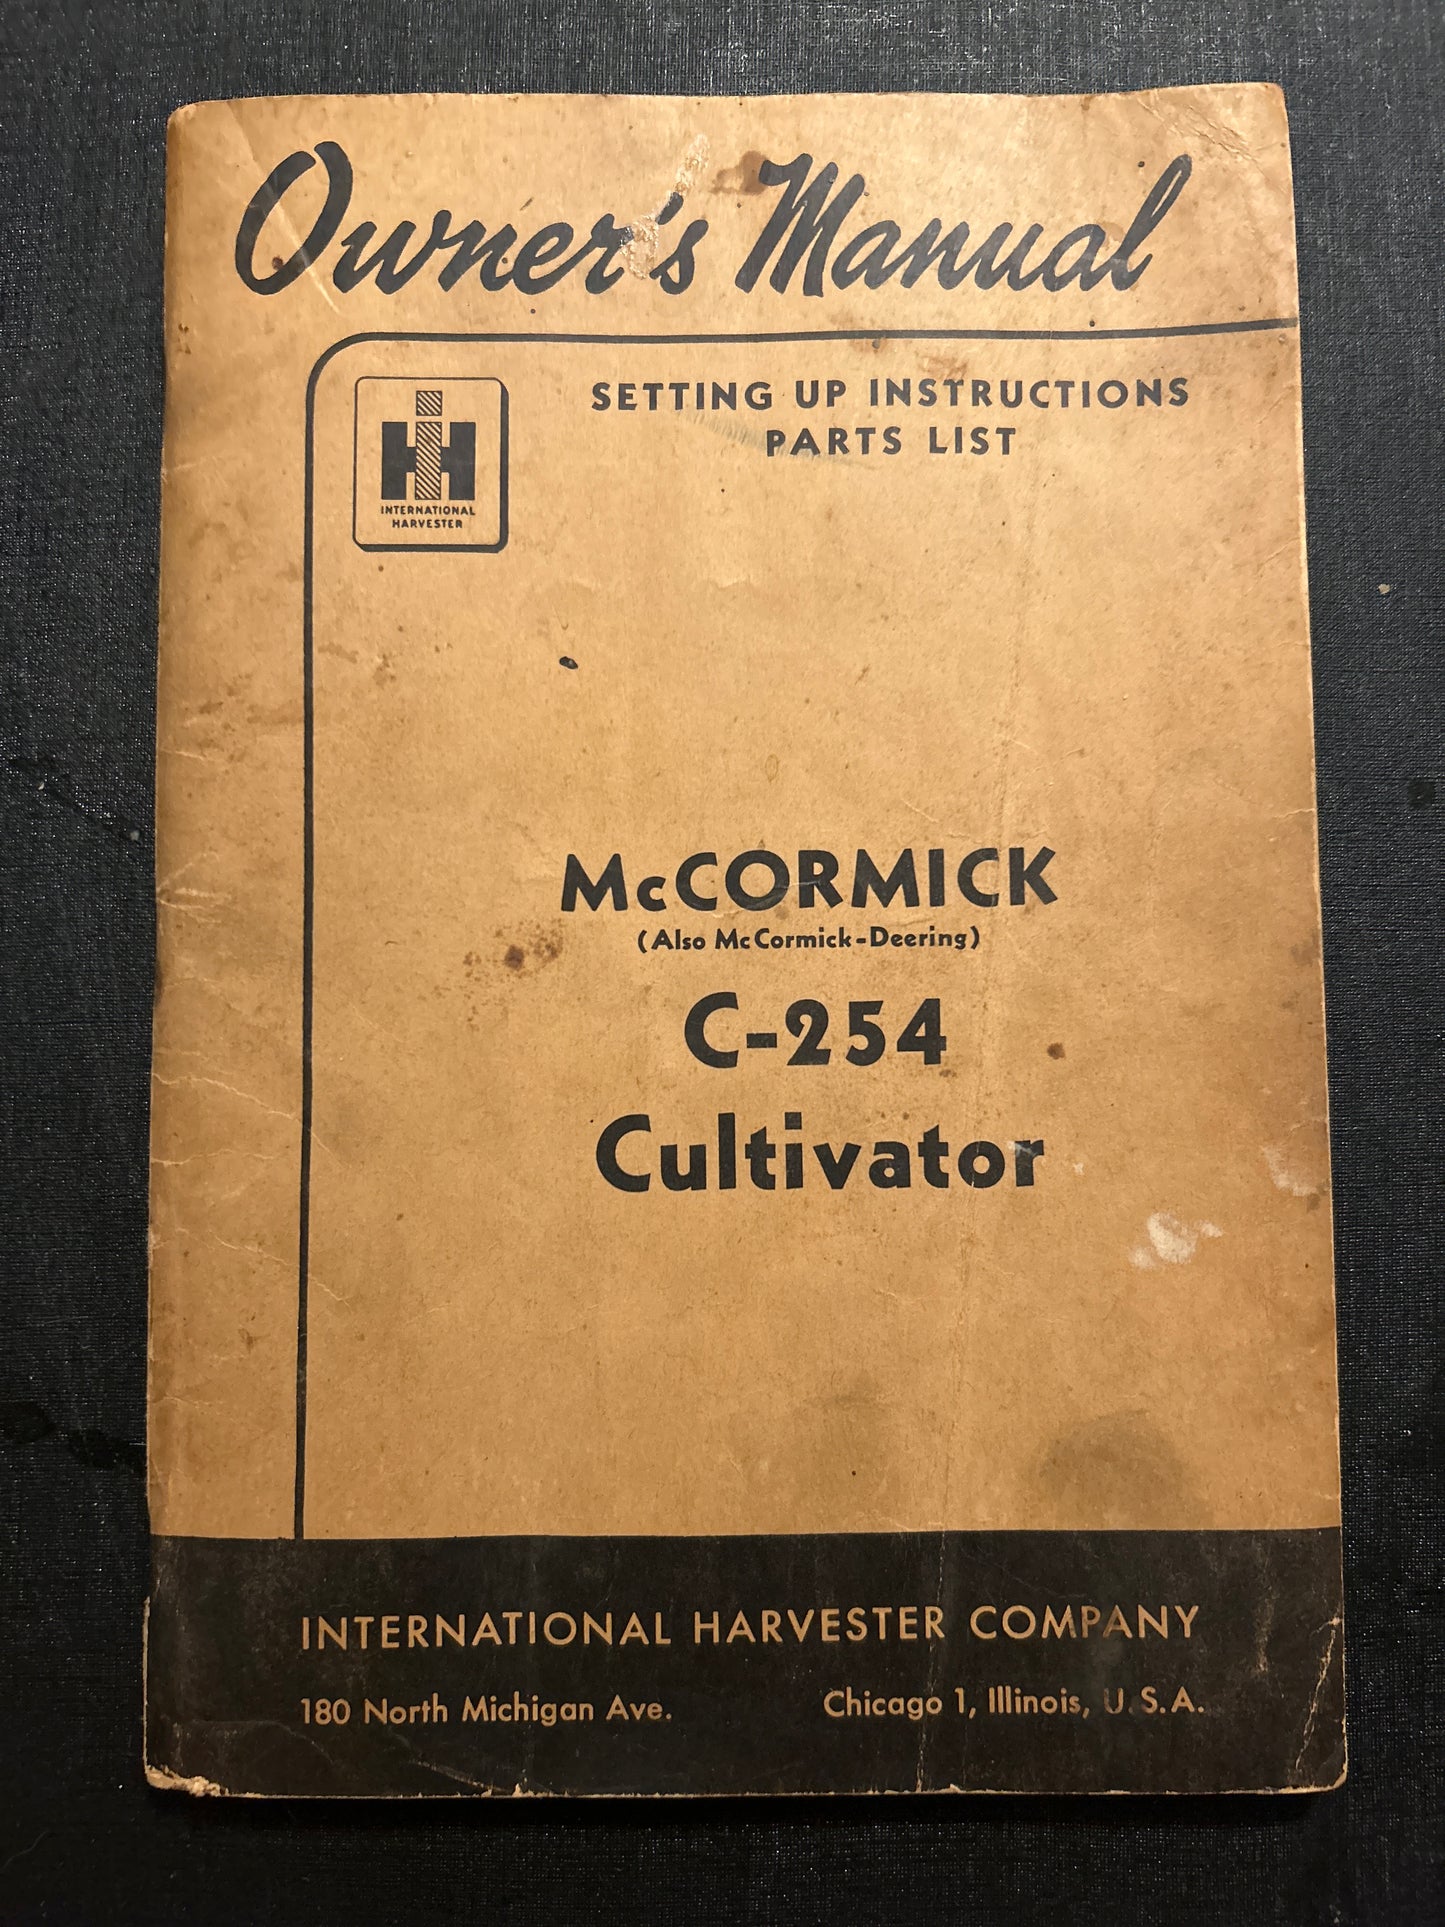 Owner's Manual
SETTING UP INSTRUCTIONS
PARTS LIST
IH
INTERNATIONAL
HARVESTER
McCORMICK
(Also McCormick-Deering)
C-254
Cultivator
INTERNATIONAL HARVESTER COMPANY
180 North Michigan Ave. Chicago 1, Illinois, U.S.A.